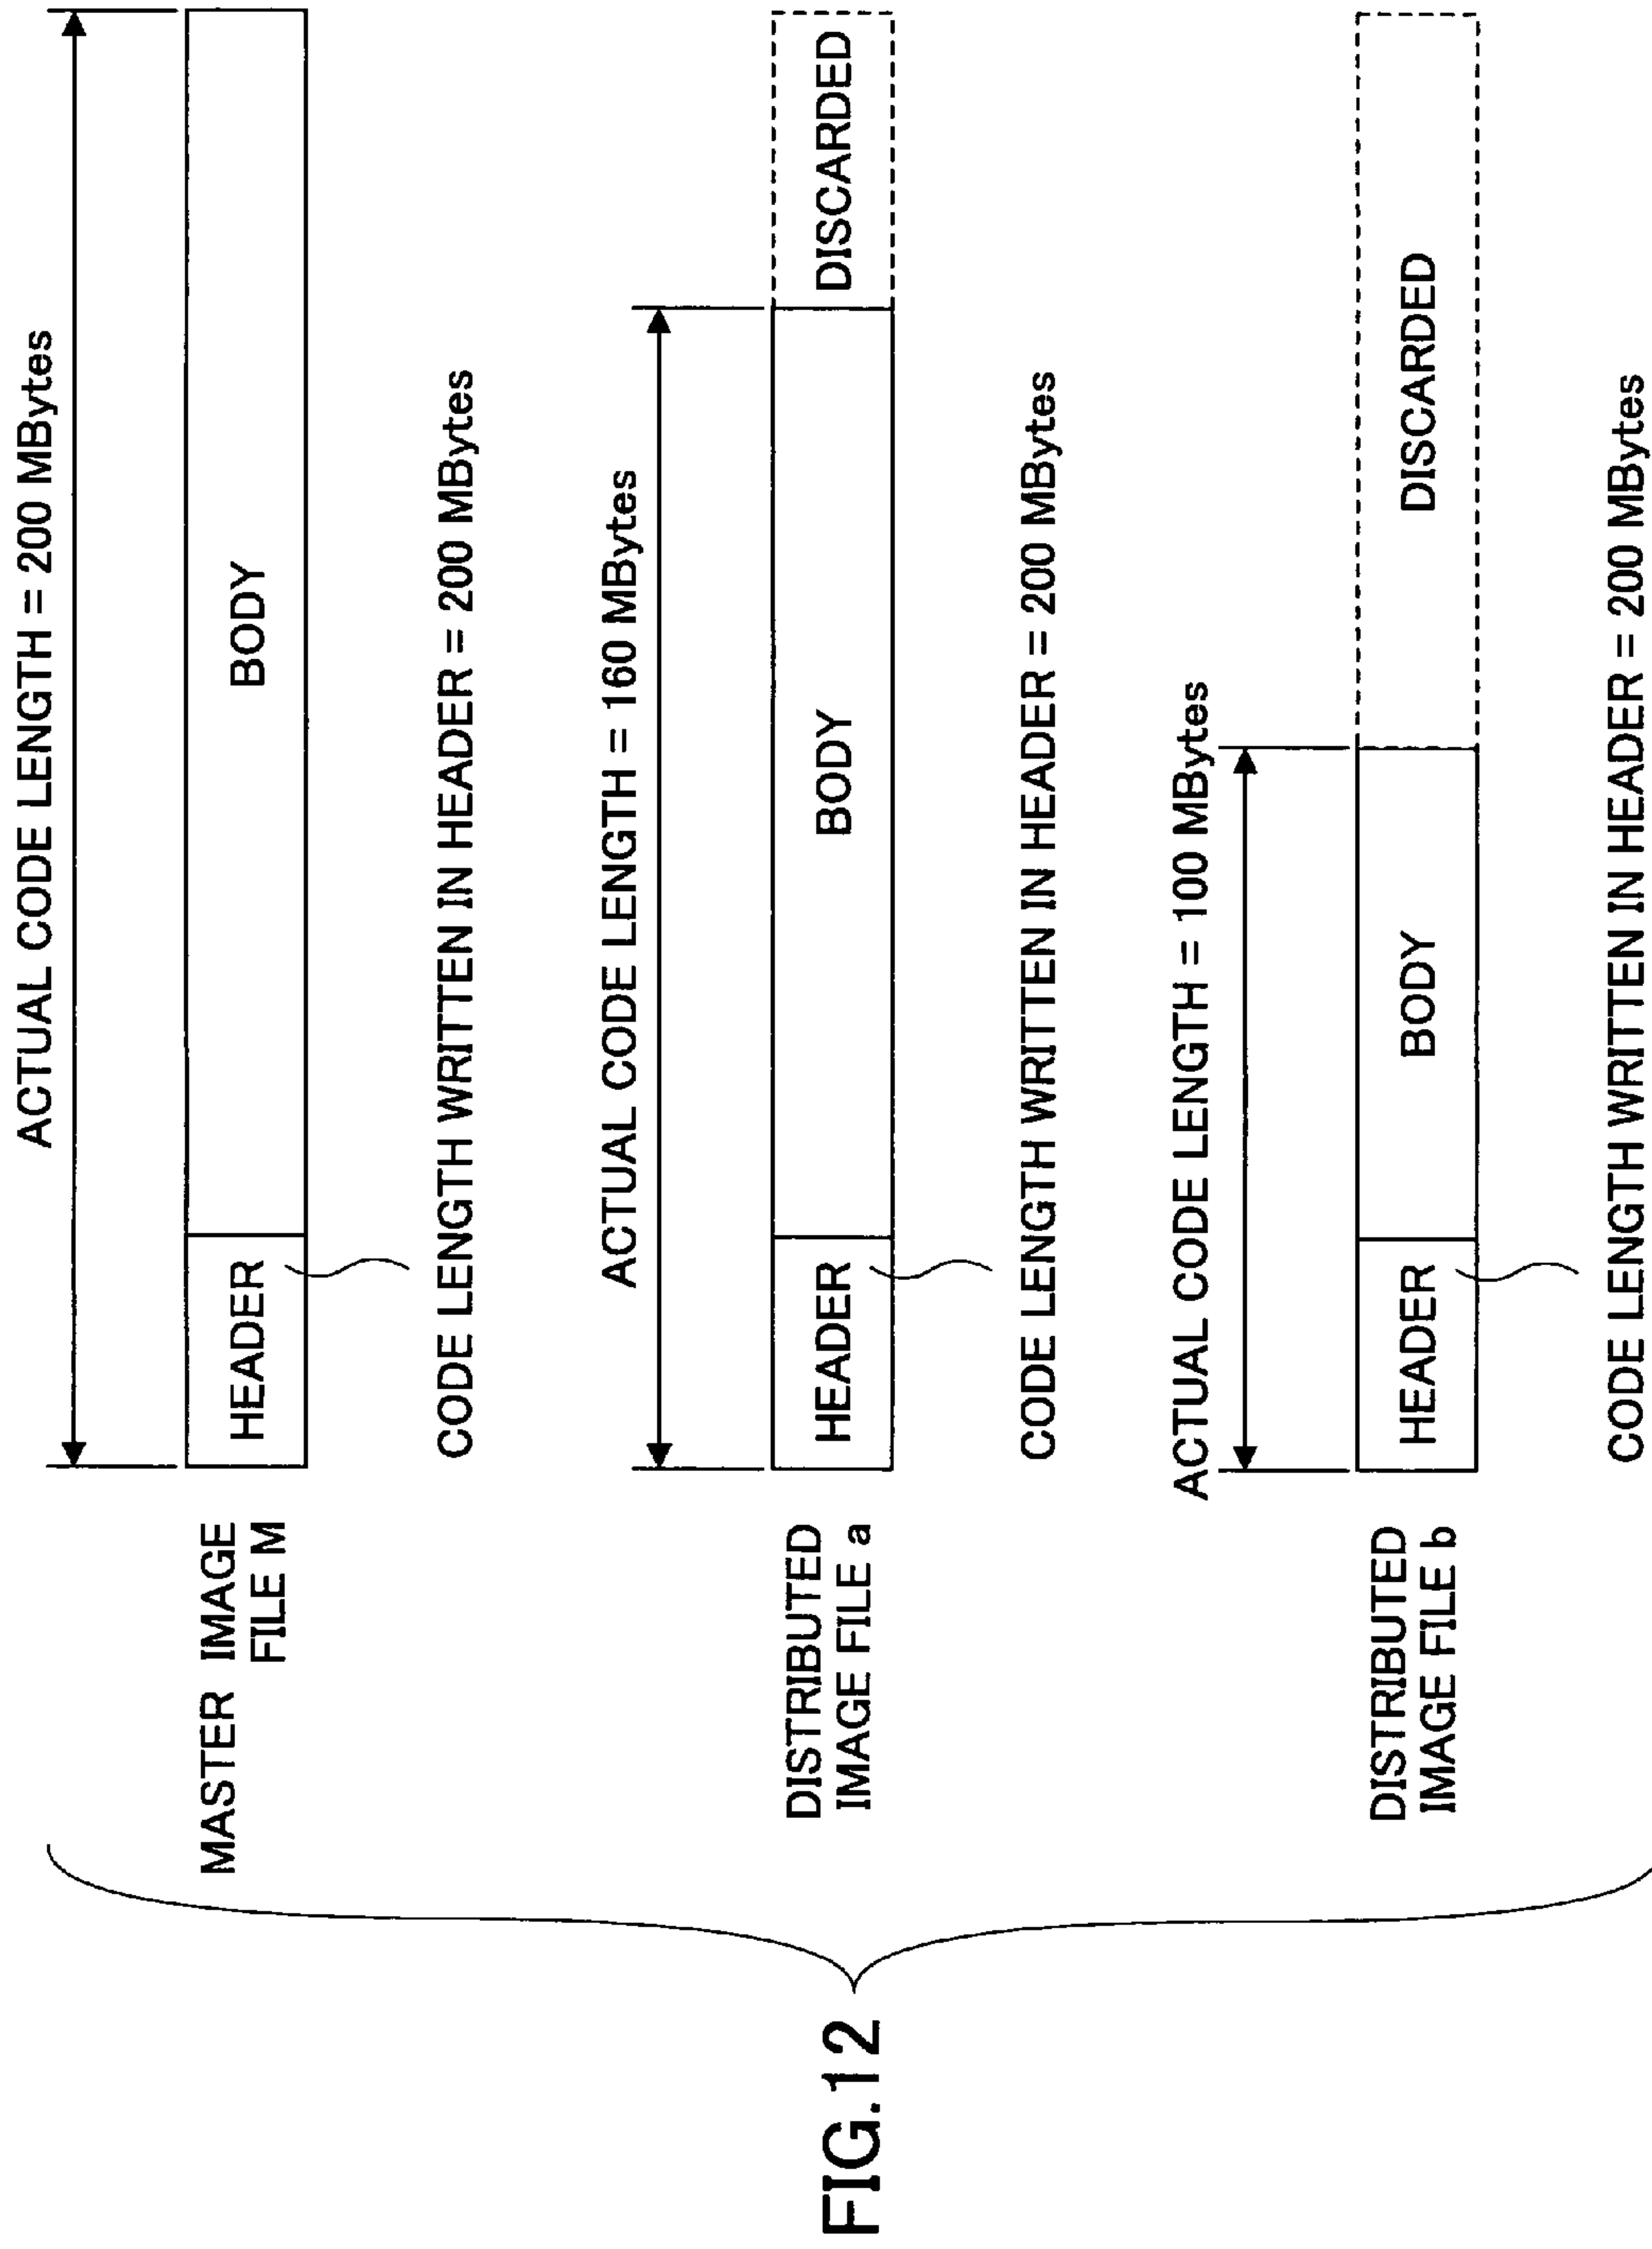 FIG.12
ACTUAL CODE LENGTH = 200 MBytes
MASTER IMAGE
FILE M
HEADER
BODY
CODE LENGTH WRITTEN IN HEADER = 200 MBytes
ACTUAL CODE LENGTH = 160 MBytes
DISTRIBUTED
IMAGE FILE a
HEADER
BODY
DISCARDED
CODE LENGTH WRITTEN IN HEADER = 200 MBytes
ACTUAL CODE LENGTH = 100 MBytes
DISTRIBUTED
IMAGE FILE b
HEADER
BODY
DISCARDED
CODE LENGTH WRITTEN IN HEADER = 200 MBytes